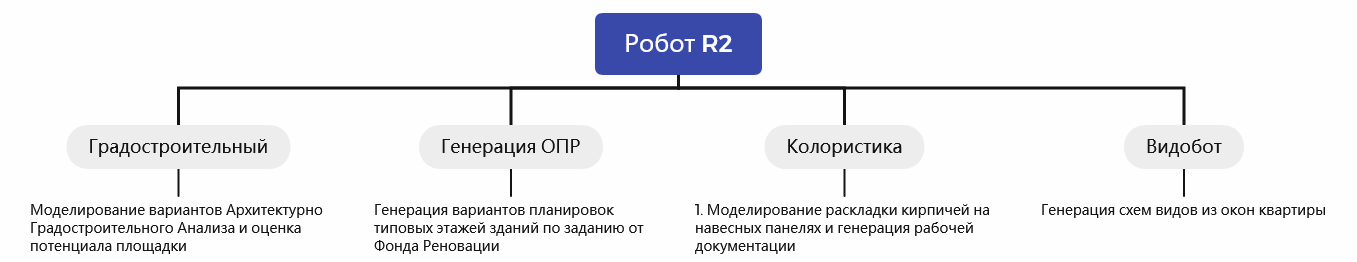 Робот R2
Градостроительный
Генерация ОПР
Колористика
Видобот
Моделирование вариантов Архитектурно
Градостроительного Анализа и оценка
потенциала площадки
Генерация вариантов планировок
типовых этажей зданий по заданию от
Фонда Реновации
1. Моделирование раскладки кирпичей на
навесных панелях и генерация рабочей
документации
Генерация схем видов из окон квартиры